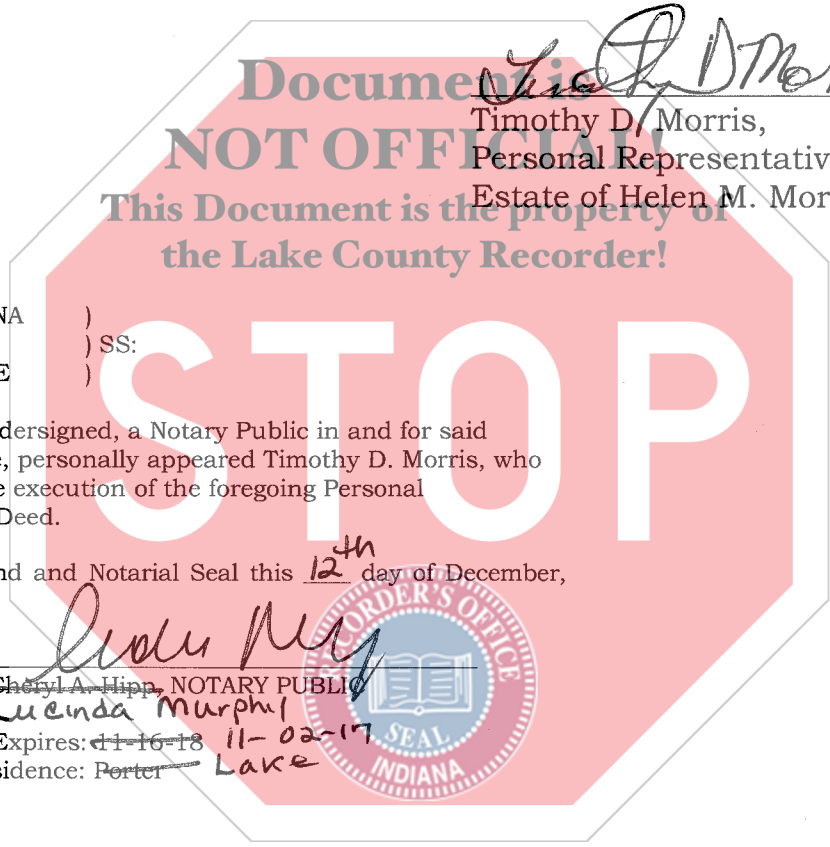 Document is
NOT OFFICIAL!
This Document is the property of
the Lake County Recorder!
STOP
Timothy D. Morris,
Personal Representativ
Estate of Helen M. Mor
NA )
) SS:
E )
dersigned, a Notary Public in and for said
e, personally appeared Timothy D. Morris, who
e execution of the foregoing Personal
Deed.
nd and Notarial Seal this 12th day of December,
Cheryl A. Hipp, NOTARY PUBLIC
Lucinda Murphy
Expires: 11-16-18 11-02-17
sidence: Porter Lake
RECORDER'S OFFICE
SEAL
INDIANA